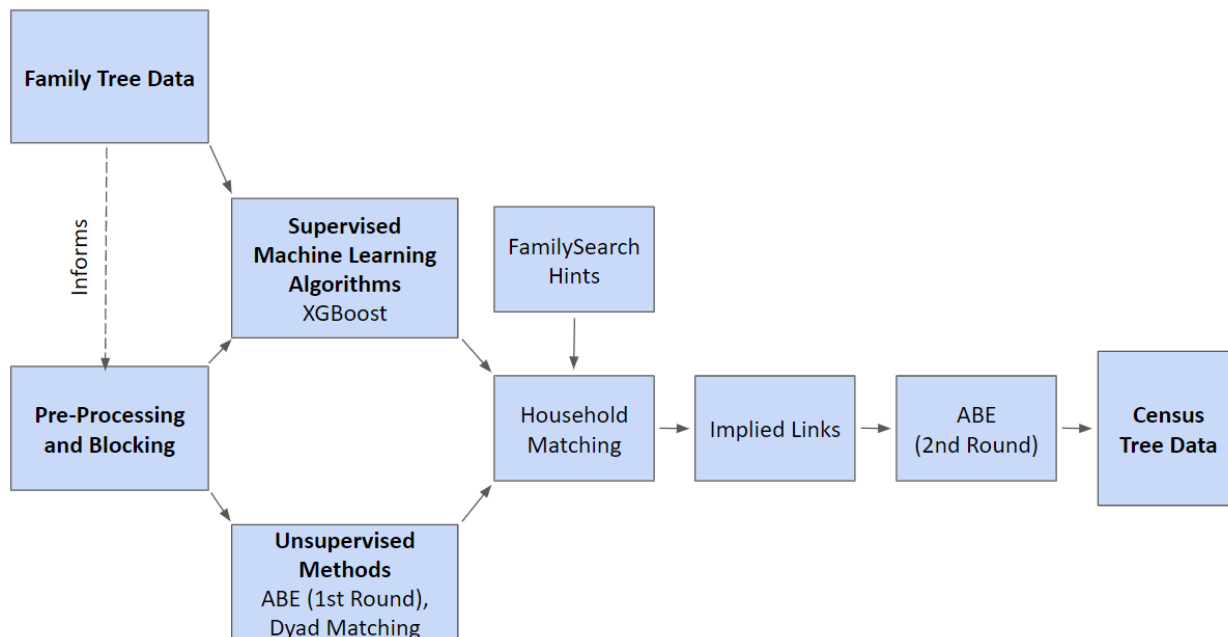 Family Tree Data
Informs
Supervised
Machine Learning
Algorithms
XGBoost
FamilySearch
Hints
Pre-Processing
and Blocking
Household
Matching
Implied Links
ABE
(2nd Round)
Census
Tree Data
Unsupervised
Methods
ABE (1st Round),
Dyad Matching